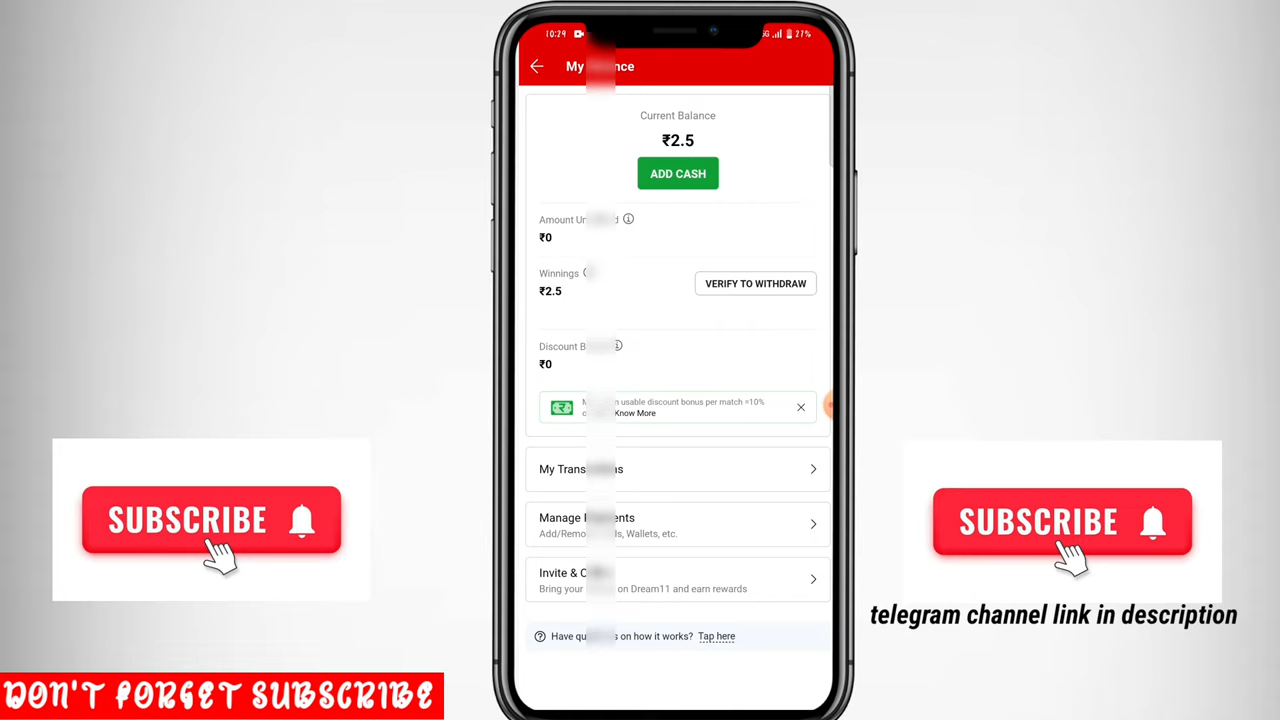 10:29
5G 27%
My nce
Current Balance
₹2.5
ADD CASH
Amount Un
₹0
Winnings
₹2.5
VERIFY TO WITHDRAW
Discount B
₹0
usable discount bonus per match =10%
Know More
My Trans ns
Manage ents
Add/Remo ls, Wallets, etc.
Invite & C
Bring your on Dream11 and earn rewards
Have qu s on how it works? Tap here
SUBSCRIBE
SUBSCRIBE
telegram channel link in description
DON'T FORGET SUBSCRIBE